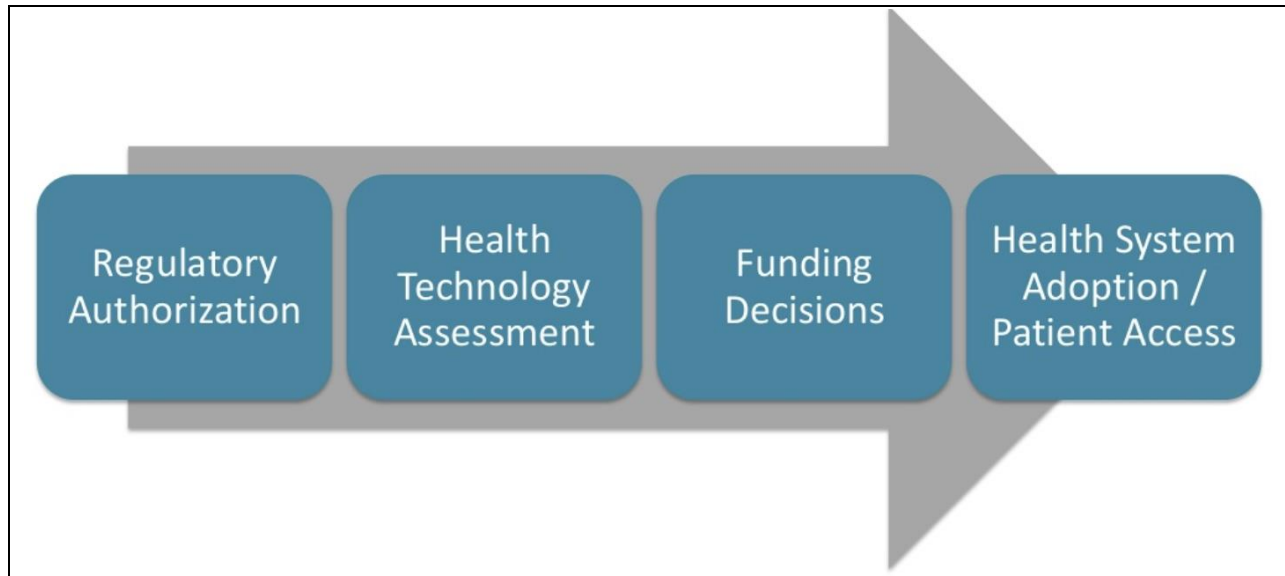 Regulatory
Authorization
Health
Technology
Assessment
Funding
Decisions
Health System
Adoption /
Patient Access